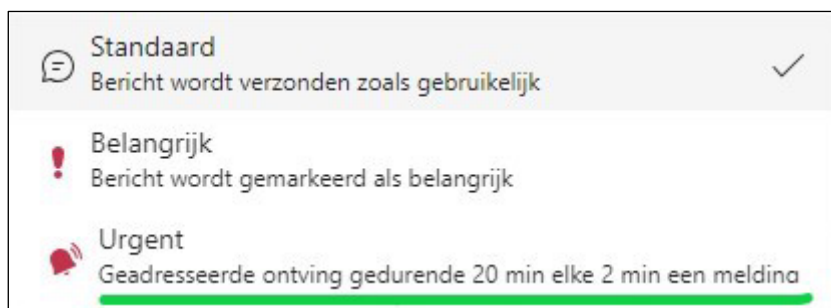 Standaard
Bericht wordt verzonden zoals gebruikelijk
Belangrijk
Bericht wordt gemarkeerd als belangrijk
Urgent
Geadresseerde ontving gedurende 20 min elke 2 min een melding